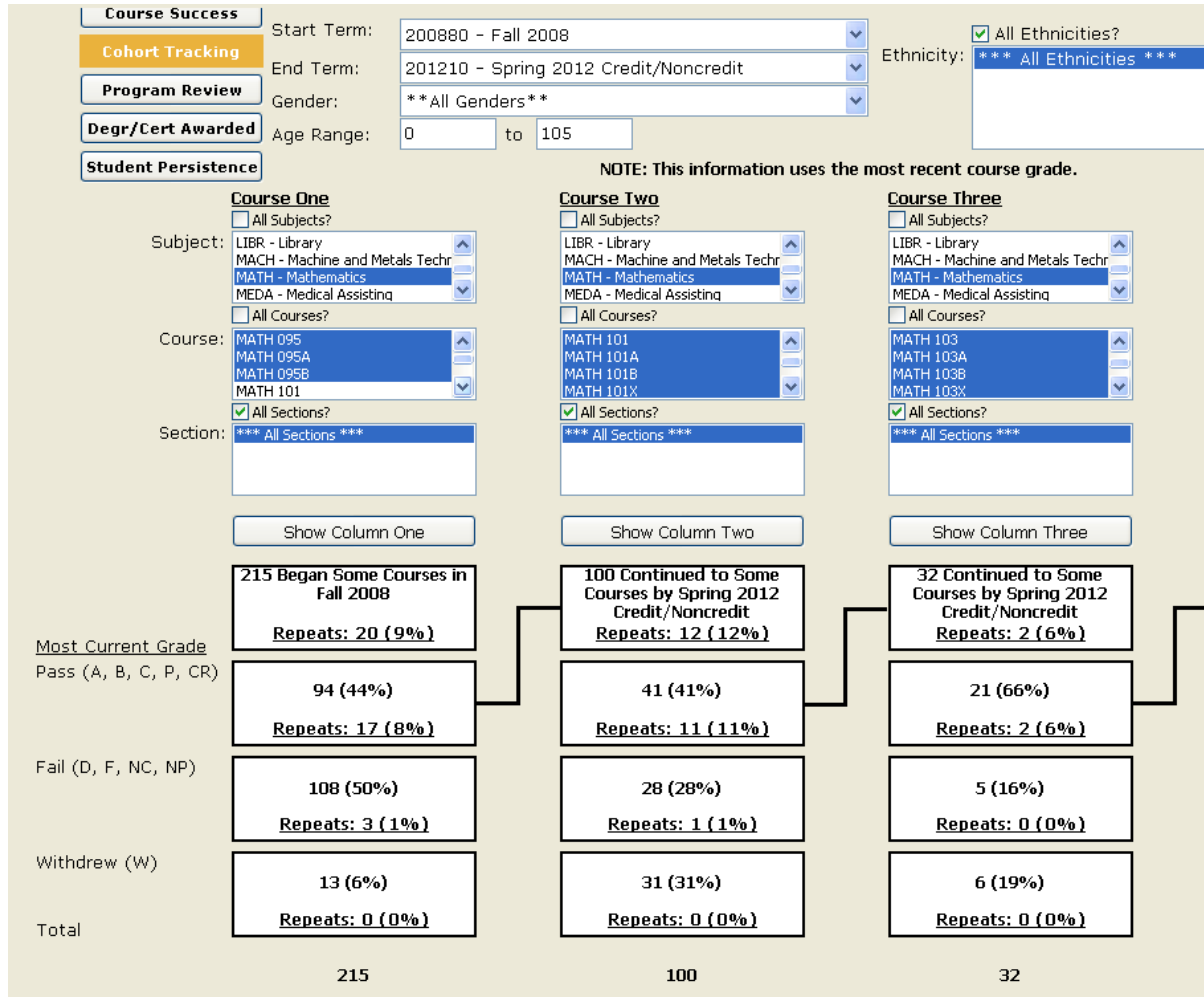 Course Success
Cohort Tracking
Program Review
Degr/Cert Awarded
Student Persistence
Start Term: 200880 - Fall 2008
End Term: 201210 - Spring 2012 Credit/Noncredit
Gender: **All Genders**
Age Range: 0 to 105
All Ethnicities?
Ethnicity: *** All Ethnicities ***
NOTE: This information uses the most recent course grade.
Course One Course Two Course Three
All Subjects? All Subjects? All Subjects?
Subject: LIBR - Library LIBR - Library LIBR - Library
MACH - Machine and Metals Techr MACH - Machine and Metals Techr MACH - Machine and Metals Techr
MATH - Mathematics MATH - Mathematics MATH - Mathematics
MEDA - Medical Assisting MEDA - Medical Assisting MEDA - Medical Assisting
All Courses? All Courses? All Courses?
Course: MATH 095 MATH 101 MATH 103
MATH 095A MATH 101A MATH 103A
MATH 095B MATH 101B MATH 103B
MATH 101 MATH 101X MATH 103X
All Sections? All Sections? All Sections?
Section: *** All Sections *** *** All Sections *** *** All Sections ***
Show Column One Show Column Two Show Column Three
215 Began Some Courses in 100 Continued to Some 32 Continued to Some
Fall 2008 Courses by Spring 2012 Courses by Spring 2012
Credit/Noncredit Credit/Noncredit
Repeats: 20 (9%) Repeats: 12 (12%) Repeats: 2 (6%)
Most Current Grade
Pass (A, B, C, P, CR)
94 (44%) 41 (41%) 21 (66%)
Repeats: 17 (8%) Repeats: 11 (11%) Repeats: 2 (6%)
Fail (D, F, NC, NP)
108 (50%) 28 (28%) 5 (16%)
Repeats: 3 (1%) Repeats: 1 (1%) Repeats: 0 (0%)
Withdrew (W)
13 (6%) 31 (31%) 6 (19%)
Repeats: 0 (0%) Repeats: 0 (0%) Repeats: 0 (0%)
Total
215 100 32